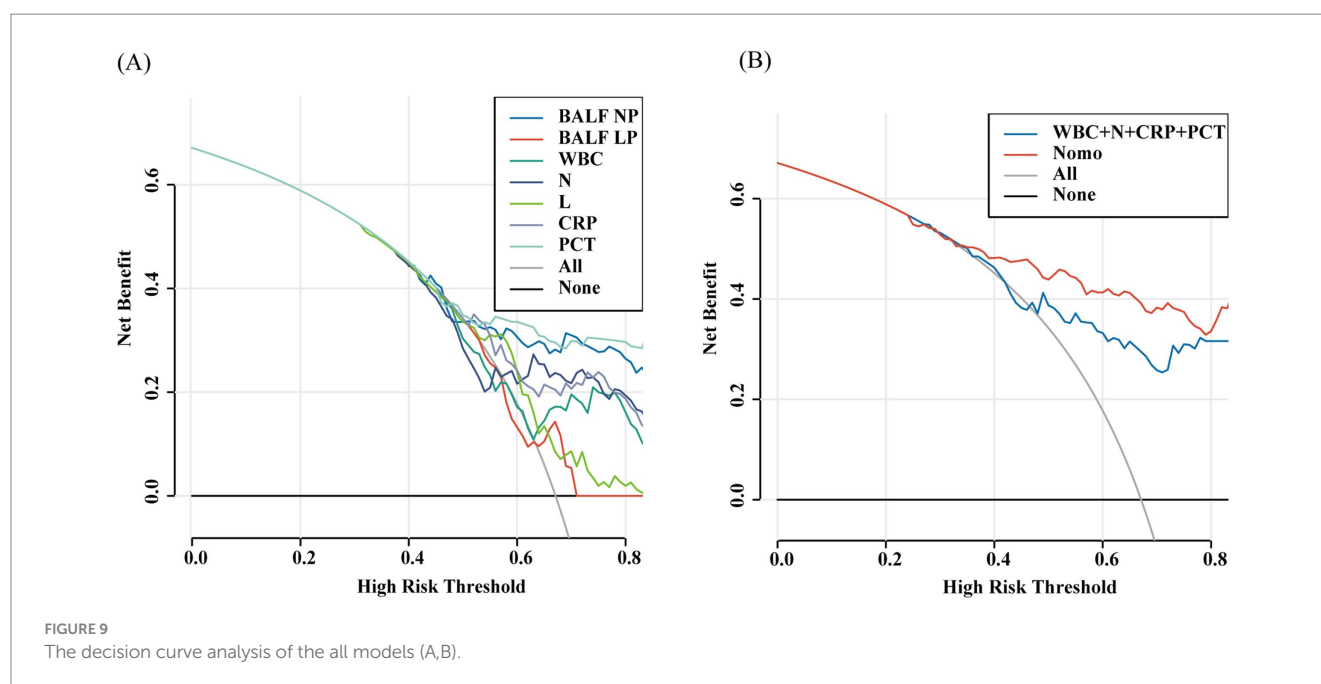 (A)
BALF NP
BALF LP
WBC
N
L
CRP
PCT
All
None
Net Benefit
0.0
0.2
0.4
0.6
0.0
0.2
0.4
0.6
0.8
High Risk Threshold
(B)
WBC+N+CRP+PCT
Nomo
All
None
Net Benefit
0.0
0.2
0.4
0.6
0.0
0.2
0.4
0.6
0.8
High Risk Threshold
FIGURE 9
The decision curve analysis of the all models (A,B).